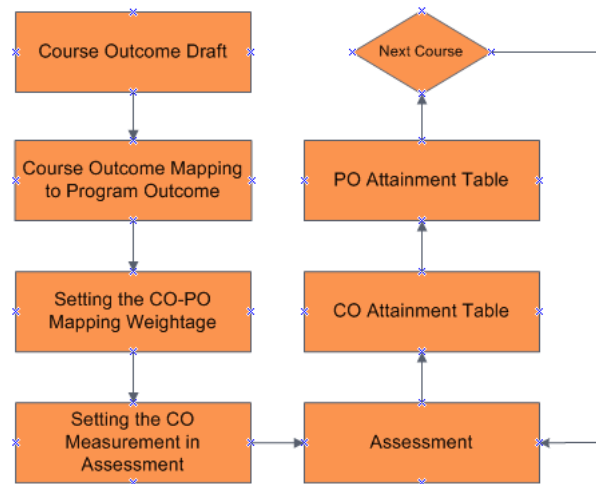 Course Outcome Draft
Course Outcome Mapping
to Program Outcome
Setting the CO-PO
Mapping Weightage
Setting the CO
Measurement in
Assessment
Assessment
CO Attainment Table
PO Attainment Table
Next Course